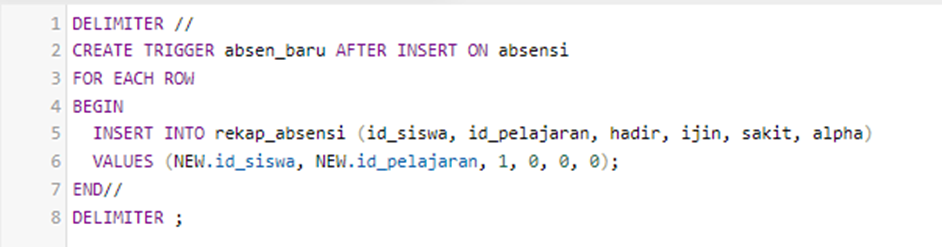 1 DELIMITER //
2 CREATE TRIGGER absen_baru AFTER INSERT ON absensi
3 FOR EACH ROW
4 BEGIN
5   INSERT INTO rekap_absensi (id_siswa, id_pelajaran, hadir, ijin, sakit, alpha)
6   VALUES (NEW.id_siswa, NEW.id_pelajaran, 1, 0, 0, 0);
7 END//
8 DELIMITER ;